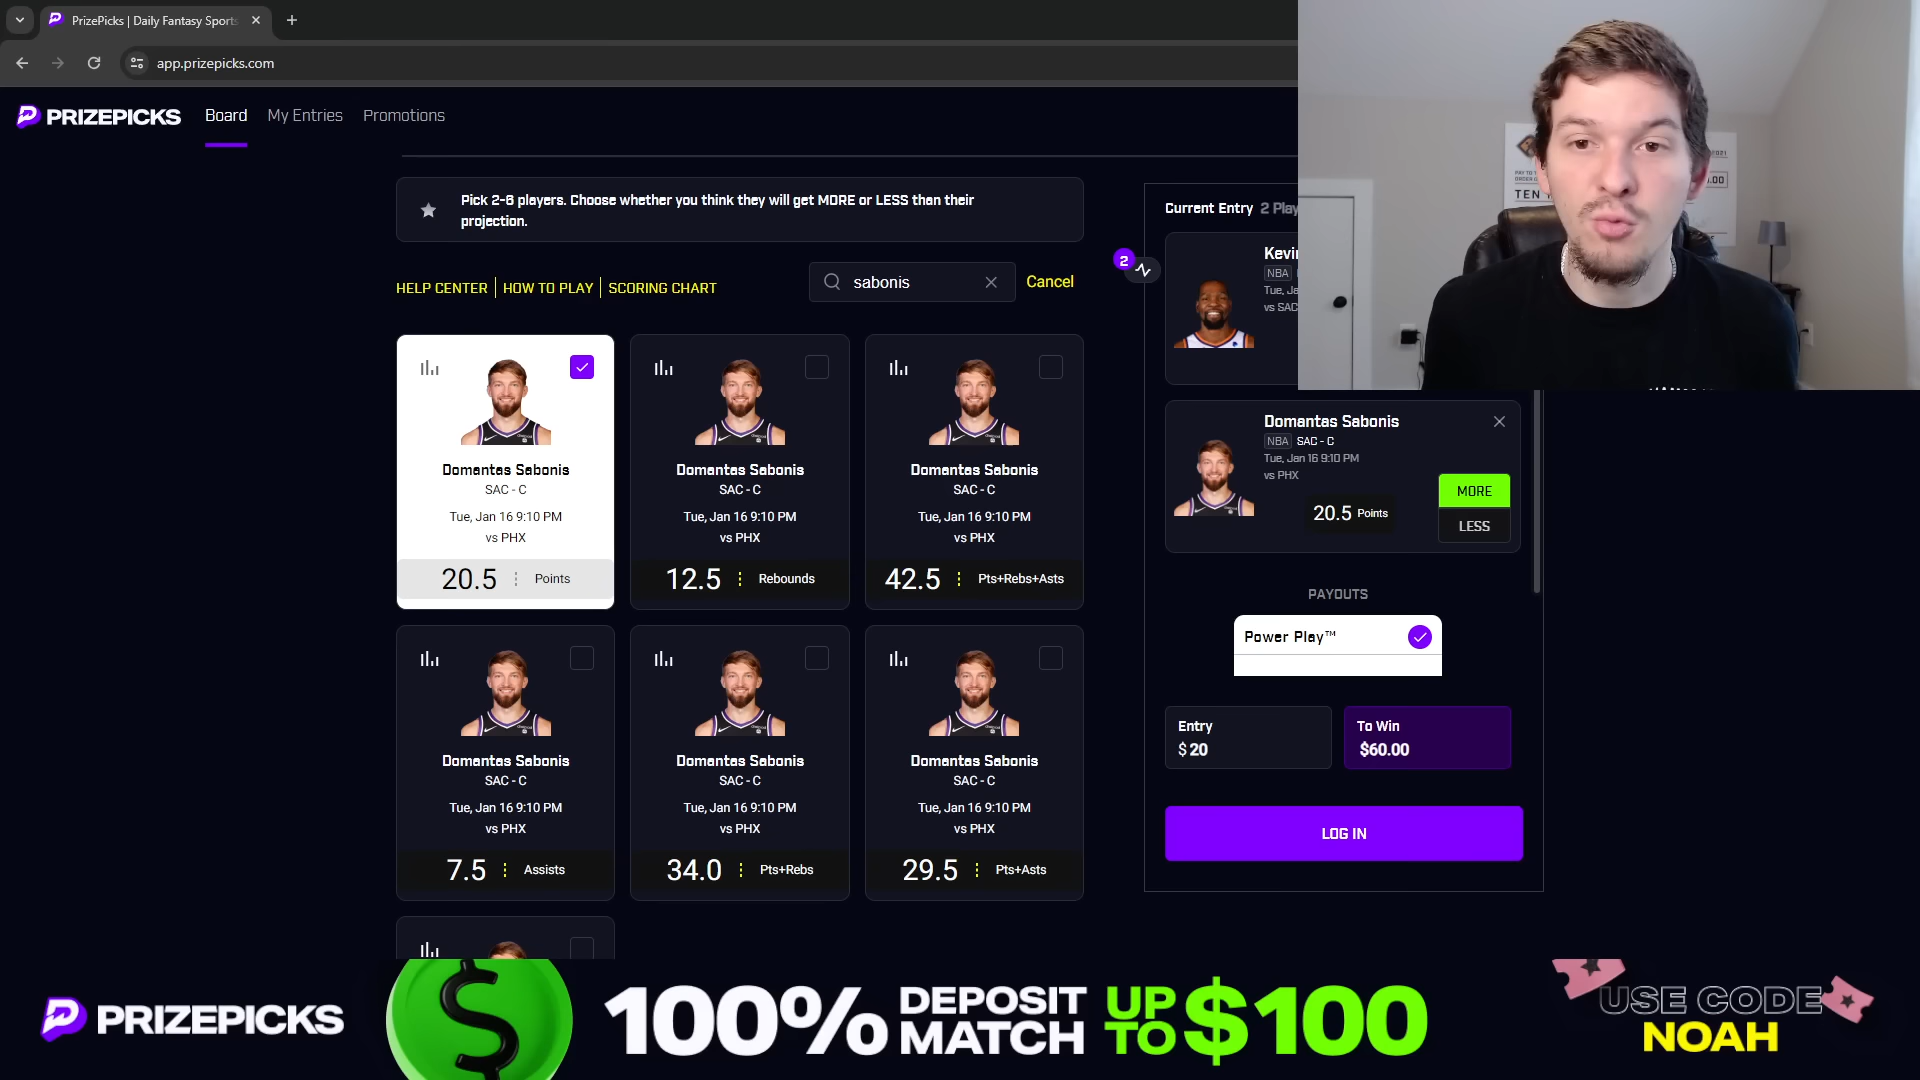 PrizePicks | Daily Fantasy Sports
app.prizepicks.com
PRIZEPICKS
Board
My Entries
Promotions
Pick 2-6 players. Choose whether you think they will get MORE or LESS than their
projection.
HELP CENTER
HOW TO PLAY
SCORING CHART
sabonis
Cancel
Domantas Sabonis
SAC - C
Tue, Jan 16 9:10 PM
vs PHX
20.5 Points
Domantas Sabonis
SAC - C
Tue, Jan 16 9:10 PM
vs PHX
12.5 Rebounds
Domantas Sabonis
SAC - C
Tue, Jan 16 9:10 PM
vs PHX
42.5 Pts+Rebs+Asts
Domantas Sabonis
SAC - C
Tue, Jan 16 9:10 PM
vs PHX
7.5 Assists
Domantas Sabonis
SAC - C
Tue, Jan 16 9:10 PM
vs PHX
34.0 Pts+Rebs
Domantas Sabonis
SAC - C
Tue, Jan 16 9:10 PM
vs PHX
29.5 Pts+Asts
Current Entry 2 Play
2
Kevin
NBA
Tue, Ja
vs SAC
Domantas Sabonis
NBA SAC - C
Tue, Jan 16 9:10 PM
vs PHX
20.5 Points
MORE
LESS
PAYOUTS
Power Play™
Entry
$ 20
To Win
$60.00
LOG IN
TEN
PRIZEPICKS
100% DEPOSIT MATCH UP TO $100
USE CODE
NOAH